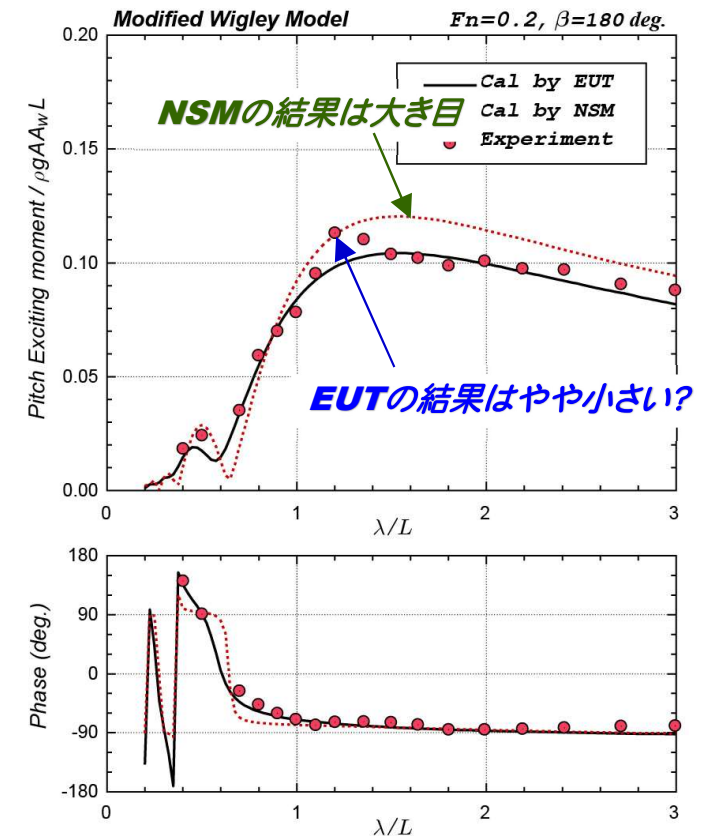 Modified Wigley Model Fn=0.2, β=180 deg.
Pitch Exciting moment / ρgAA_W L
0.20
0.15
0.10
0.05
0.00
Cal by EUT
Cal by NSM
Experiment
NSMの結果は大き目
EUTの結果はやや小さい?
0 1 2 3
λ/L
Phase (deg.)
180
90
0
-90
-180
0 1 2 3
λ/L